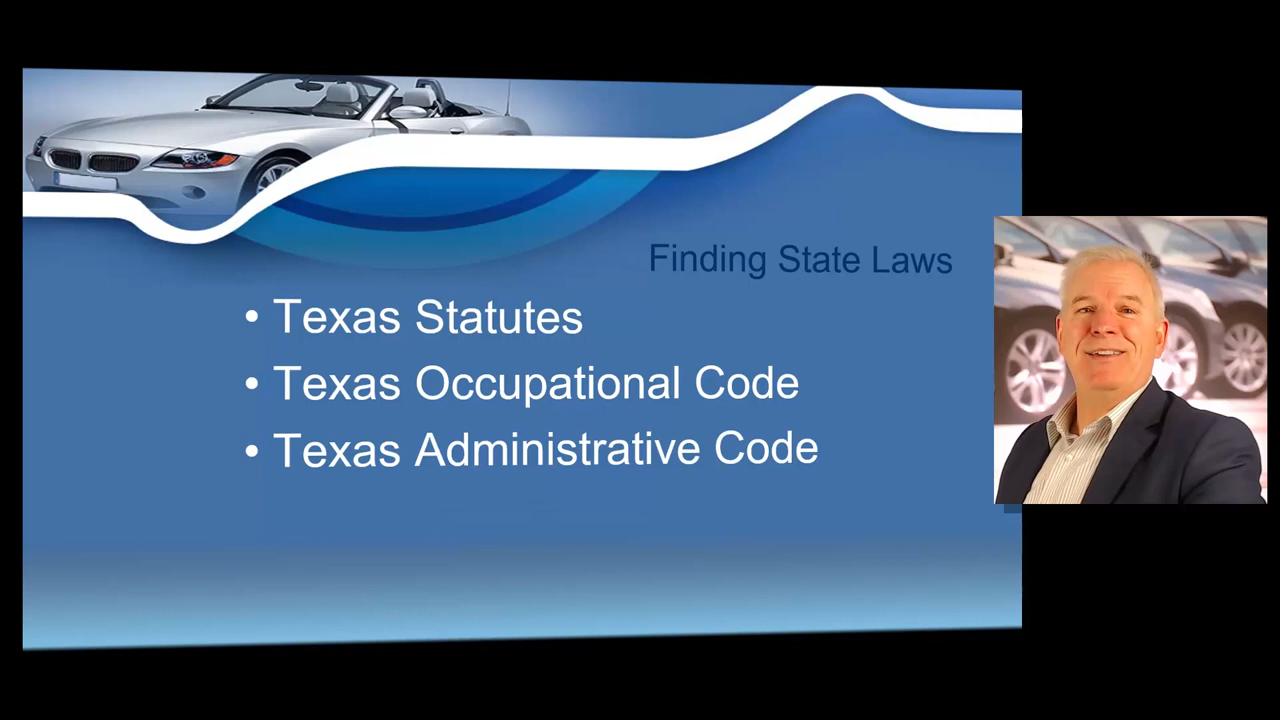 Finding State Laws
• Texas Statutes
• Texas Occupational Code
• Texas Administrative Code